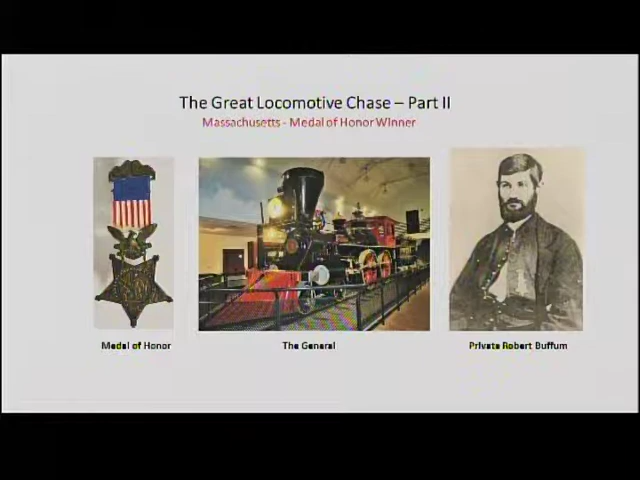 The Great Locomotive Chase – Part II
Massachusetts - Medal of Honor Winner
Medal of Honor
The General
Private Robert Buffum